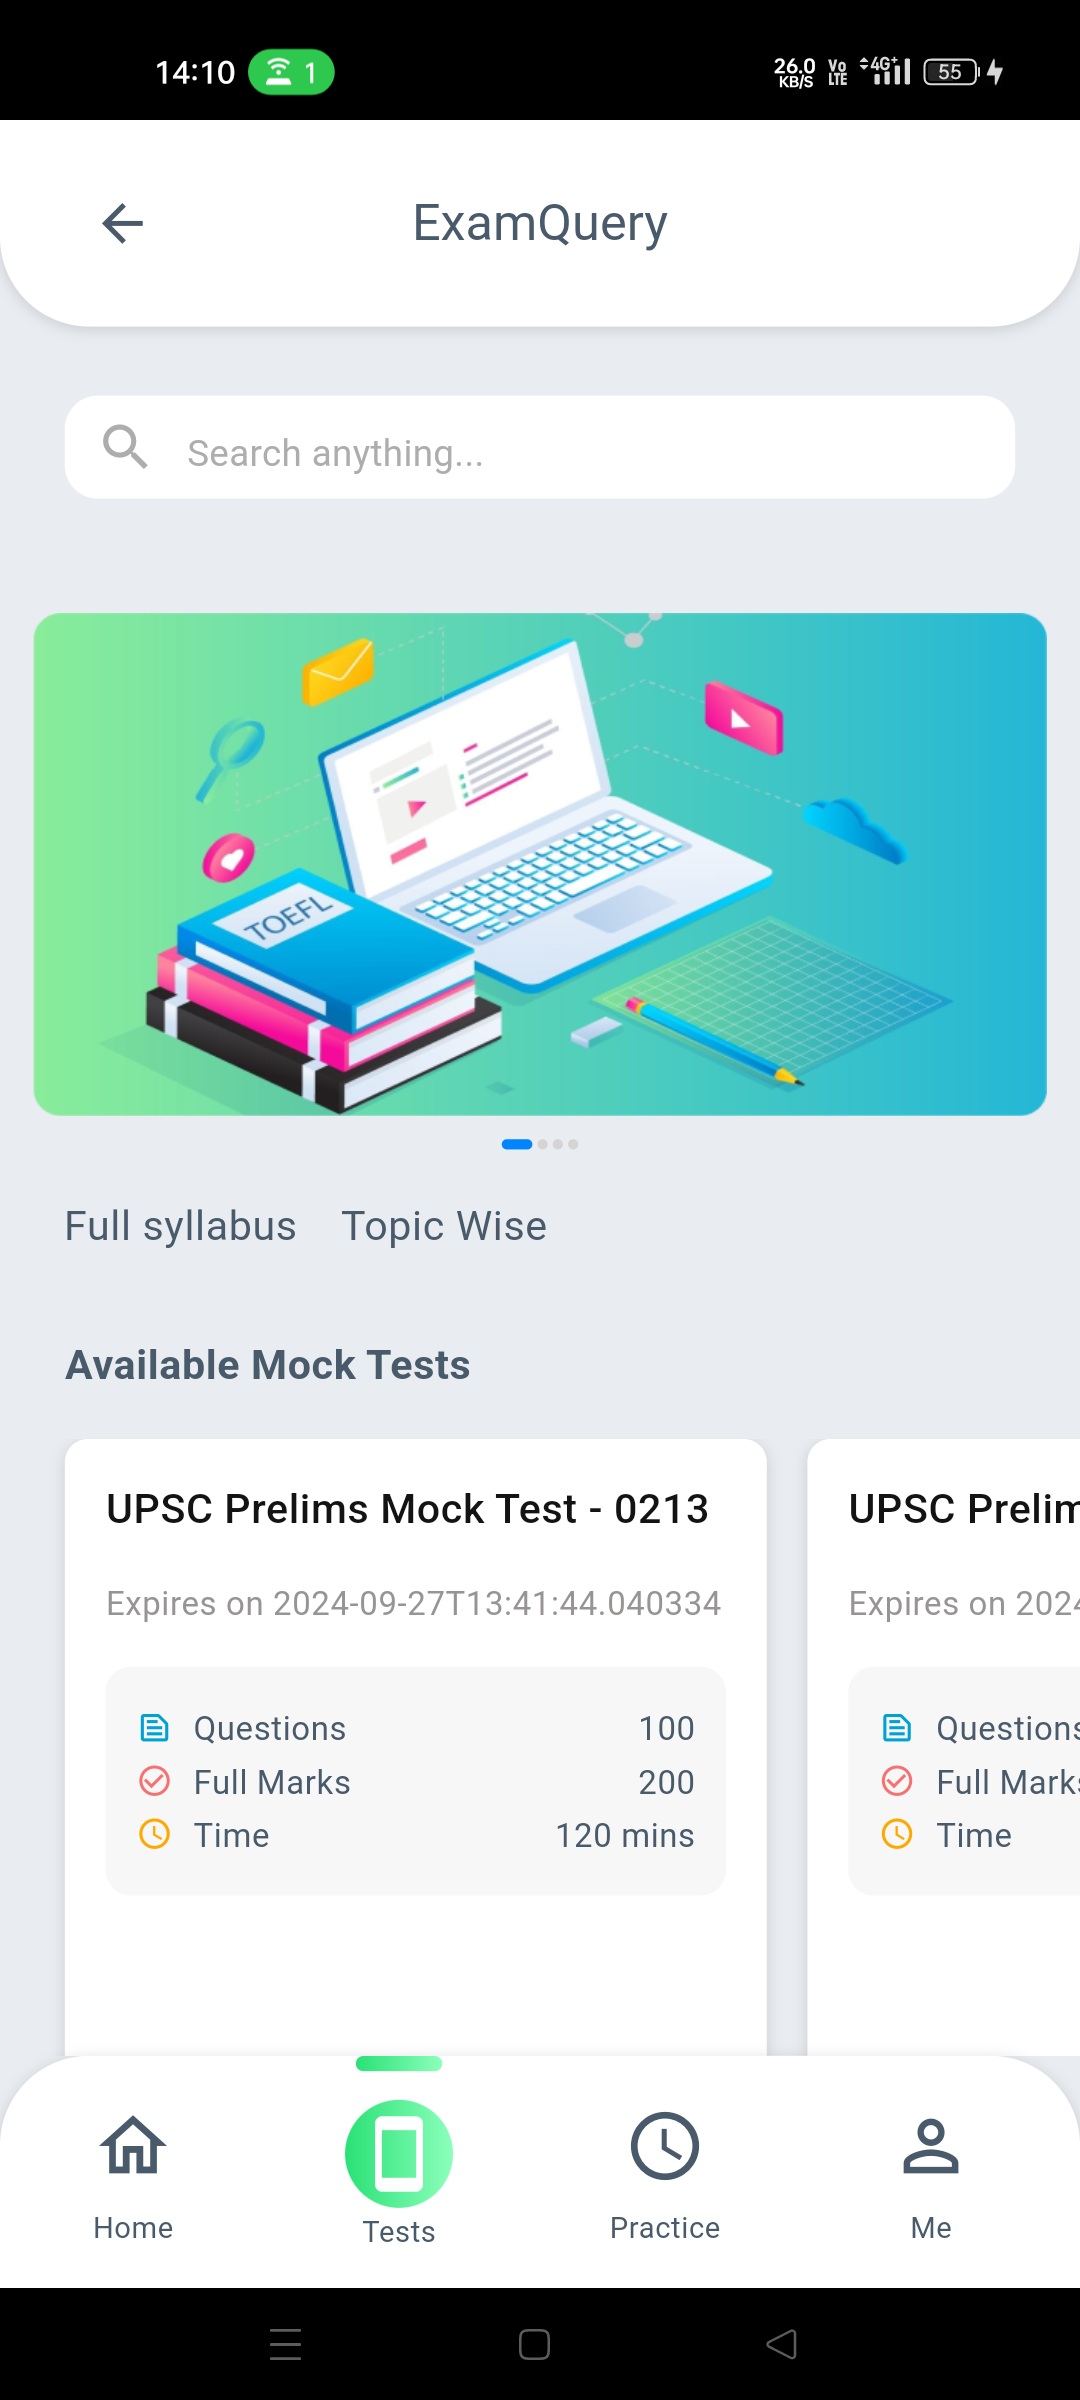 14:10 1 26.0 KB/S Vo LTE 4G+ 55
ExamQuery
Search anything...
TOEFL
Full syllabus Topic Wise
Available Mock Tests
UPSC Prelims Mock Test - 0213 UPSC Prelim
Expires on 2024-09-27T13:41:44.040334 Expires on 2024
Questions 100 Questions
Full Marks 200 Full Marks
Time 120 mins Time
Home Tests Practice Me